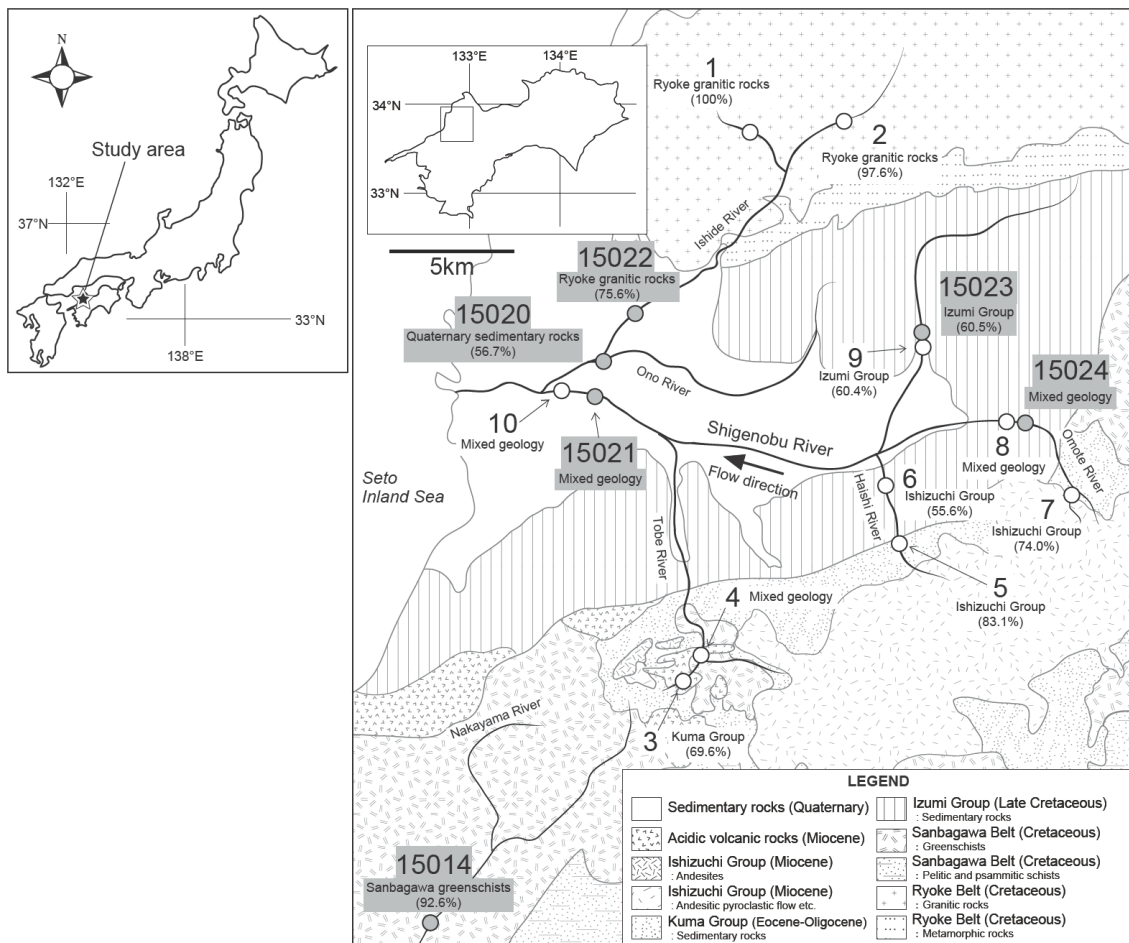 N
Study area
132°E
37°N
33°N
138°E
133°E
134°E
34°N
33°N
5km
1
Ryoke granitic rocks
(100%)
2
Ryoke granitic rocks
(97.6%)
Ishide River
15022
Ryoke granitic rocks
(75.6%)
15020
Quaternary sedimentary rocks
(56.7%)
15023
Izumi Group
(60.5%)
9
Izumi Group
(60.4%)
15024
Mixed geology
Ono River
10
Mixed geology
15021
Mixed geology
Shigenobu River
Flow direction
8
Mixed geology
Omote River
Seto
Inland Sea
6
Ishizuchi Group
(55.6%)
Haishi River
7
Ishizuchi Group
(74.0%)
Tobe River
5
Ishizuchi Group
(83.1%)
4
Mixed geology
Nakayama River
3
Kuma Group
(69.6%)
15014
Sanbagawa greenschists
(92.6%)
LEGEND
Sedimentary rocks (Quaternary)
Acidic volcanic rocks (Miocene)
Ishizuchi Group (Miocene)
: Andesites
Ishizuchi Group (Miocene)
: Andesitic pyroclastic flow etc.
Kuma Group (Eocene-Oligocene)
: Sedimentary rocks
Izumi Group (Late Cretaceous)
: Sedimentary rocks
Sanbagawa Belt (Cretaceous)
: Greenschists
Sanbagawa Belt (Cretaceous)
: Pelitic and psammitic schists
Ryoke Belt (Cretaceous)
: Granitic rocks
Ryoke Belt (Cretaceous)
: Metamorphic rocks